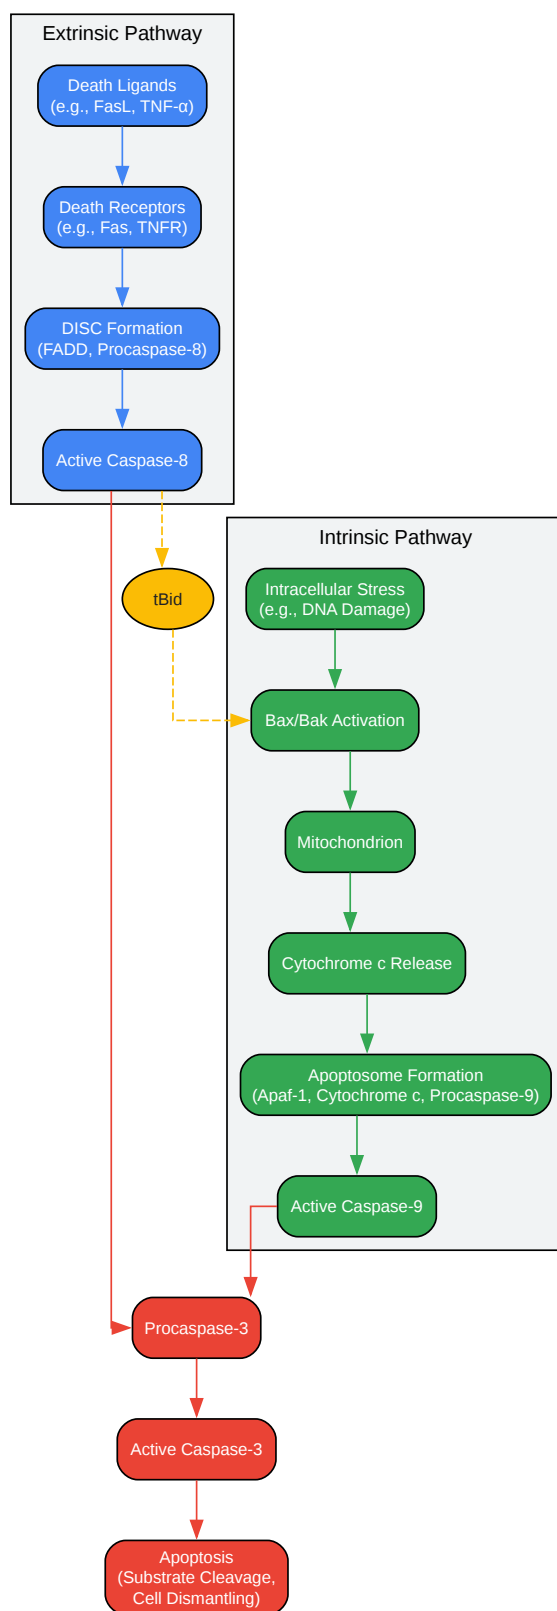 Extrinsic Pathway
Death Ligands
(e.g., FasL, TNF-α)
Death Receptors
(e.g., Fas, TNFR)
DISC Formation
(FADD, Procaspase-8)
Active Caspase-8
Intrinsic Pathway
tBid
Intracellular Stress
(e.g., DNA Damage)
Bax/Bak Activation
Mitochondrion
Cytochrome c Release
Apoptosome Formation
(Apaf-1, Cytochrome c, Procaspase-9)
Active Caspase-9
Procaspase-3
Active Caspase-3
Apoptosis
(Substrate Cleavage,
Cell Dismantling)